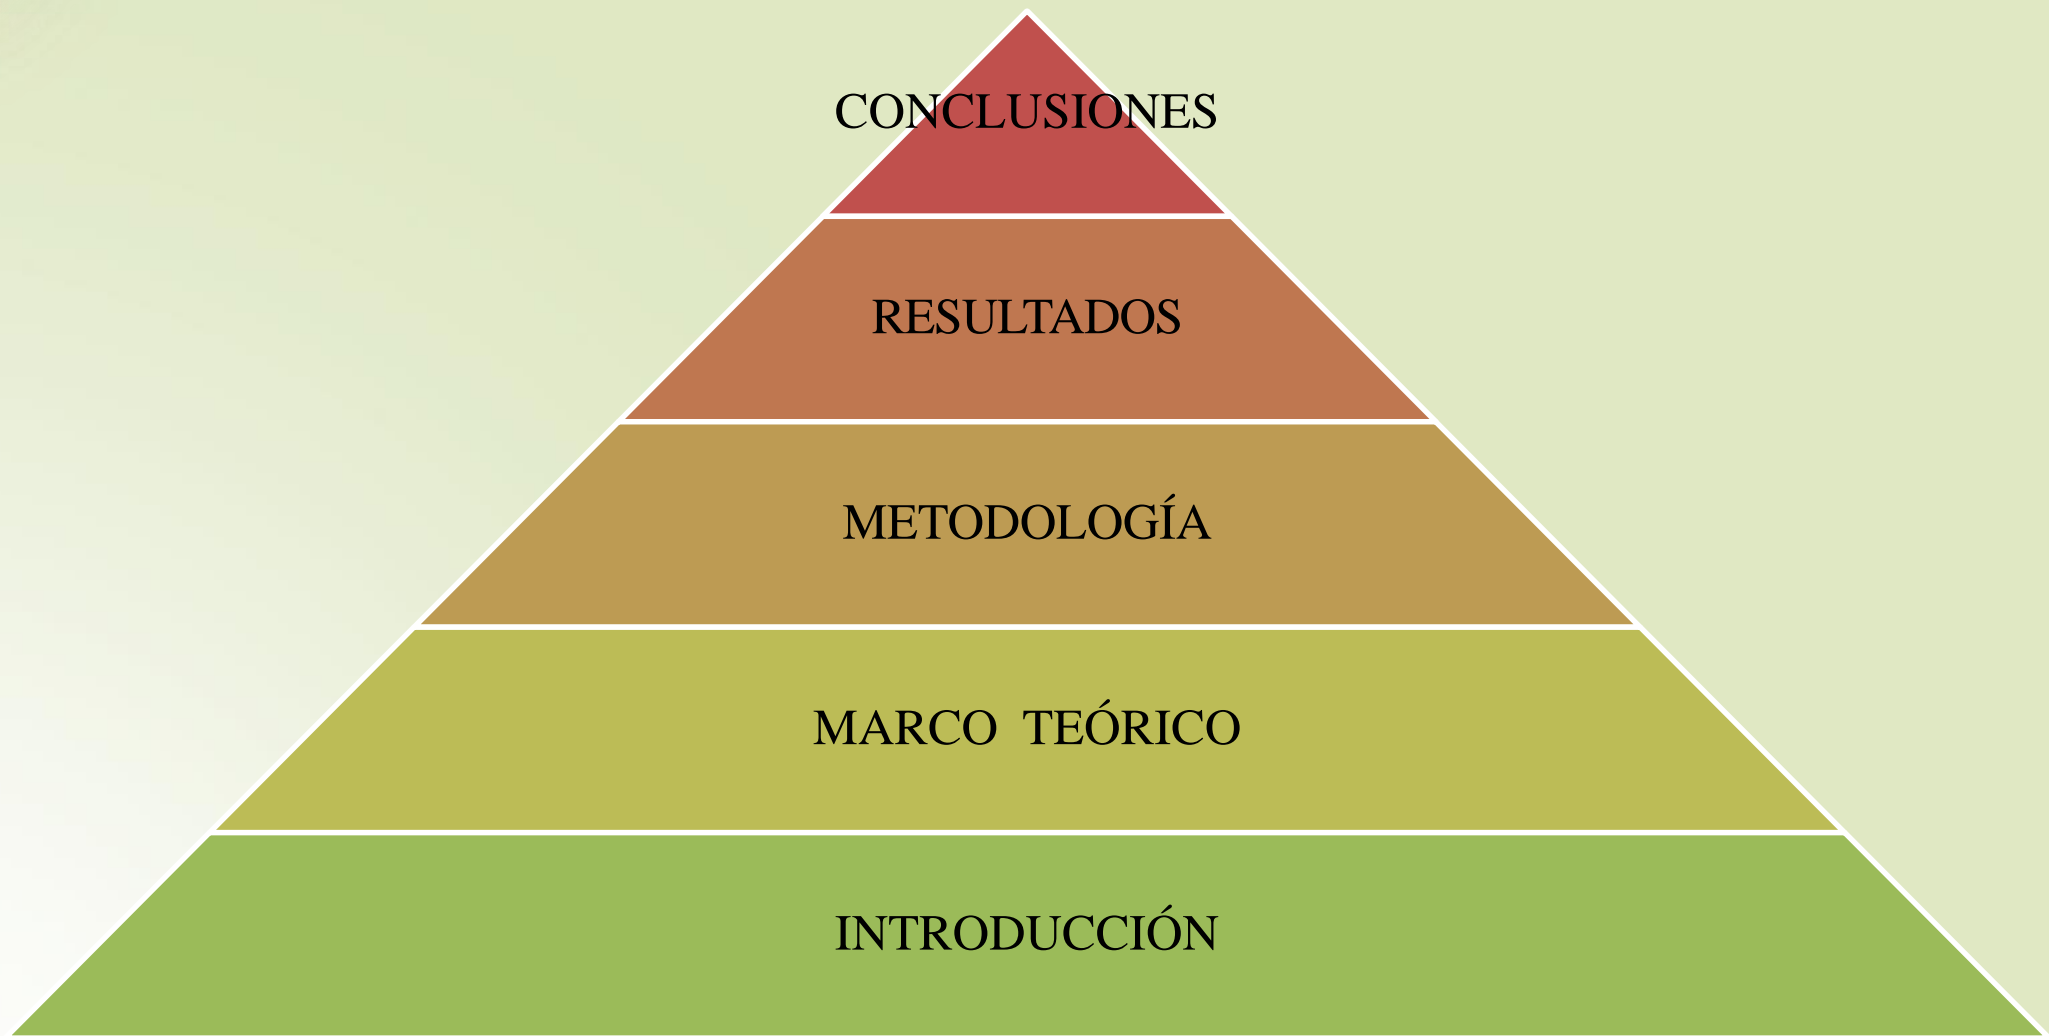 CONCLUSIONES
RESULTADOS
METODOLOGÍA
MARCO TEÓRICO
INTRODUCCIÓN